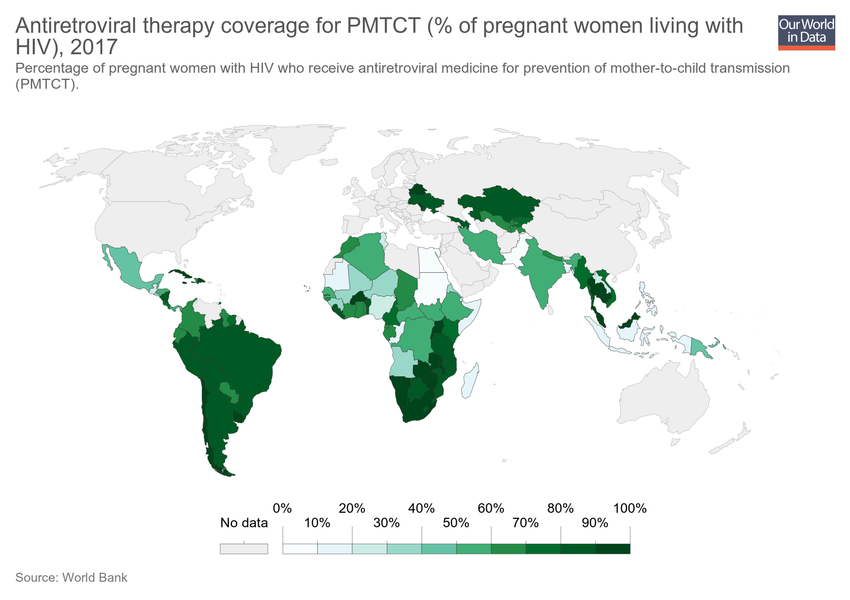 Antiretroviral therapy coverage for PMTCT (% of pregnant women living with
HIV), 2017
Our World
in Data
Percentage of pregnant women with HIV who receive antiretroviral medicine for prevention of mother-to-child transmission
(PMTCT).
0% 20% 40% 60% 80% 100%
No data 10% 30% 50% 70% 90%
Source: World Bank